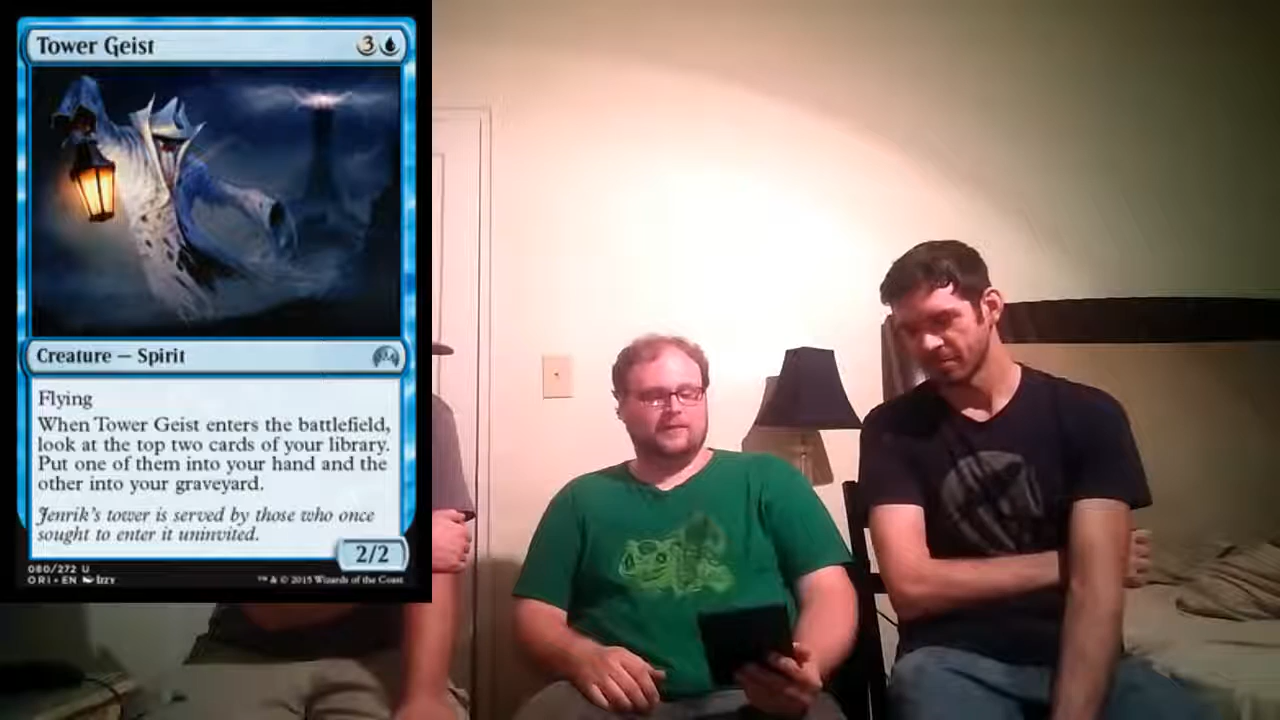 Tower Geist 3
Creature — Spirit
Flying
When Tower Geist enters the battlefield,
look at the top two cards of your library.
Put one of them into your hand and the
other into your graveyard.
Jenrik's tower is served by those who once
sought to enter it uninvited.
2/2
080/272 U
ORI • EN Izzy
™ & © 2015 Wizards of the Coast